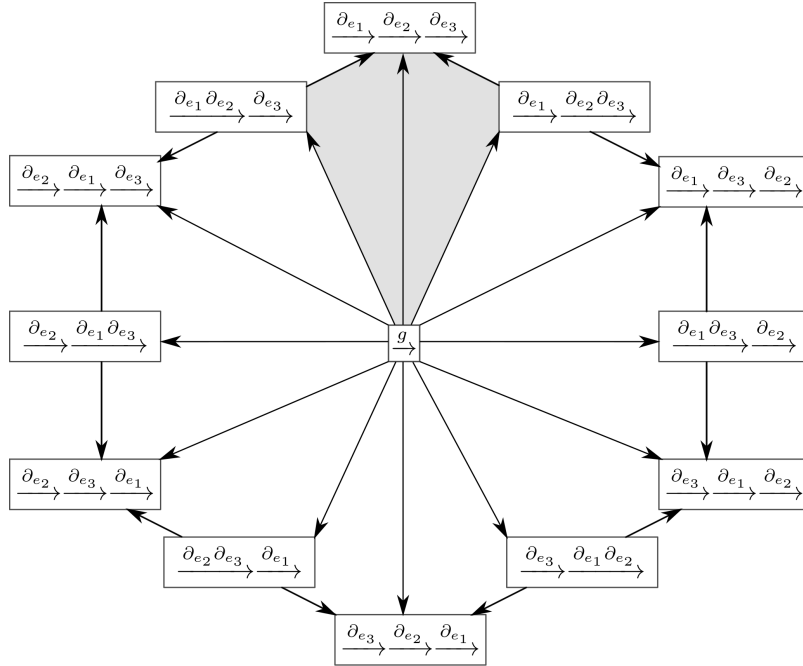 ∂e₁ ∂e₂ ∂e₃
∂e₁∂e₂ ∂e₃
∂e₁ ∂e₂∂e₃
∂e₂ ∂e₁ ∂e₃
∂e₁ ∂e₃ ∂e₂
∂e₂ ∂e₁∂e₃
g
∂e₁∂e₃ ∂e₂
∂e₂ ∂e₃ ∂e₁
∂e₃ ∂e₁ ∂e₂
∂e₂∂e₃ ∂e₁
∂e₃ ∂e₁∂e₂
∂e₃ ∂e₂ ∂e₁